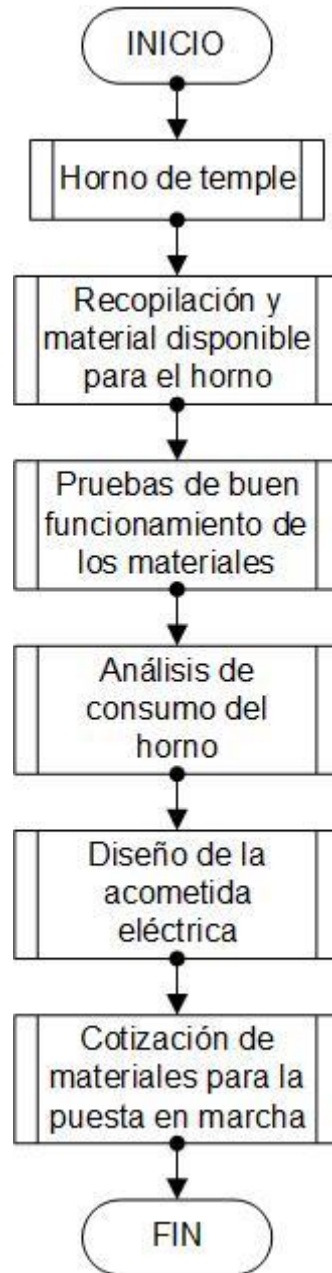 INICIO
Horno de temple
Recopilación y
material disponible
para el horno
Pruebas de buen
funcionamiento de
los materiales
Análisis de
consumo del
horno
Diseño de la
acometida
eléctrica
Cotización de
materiales para la
puesta en marcha
FIN